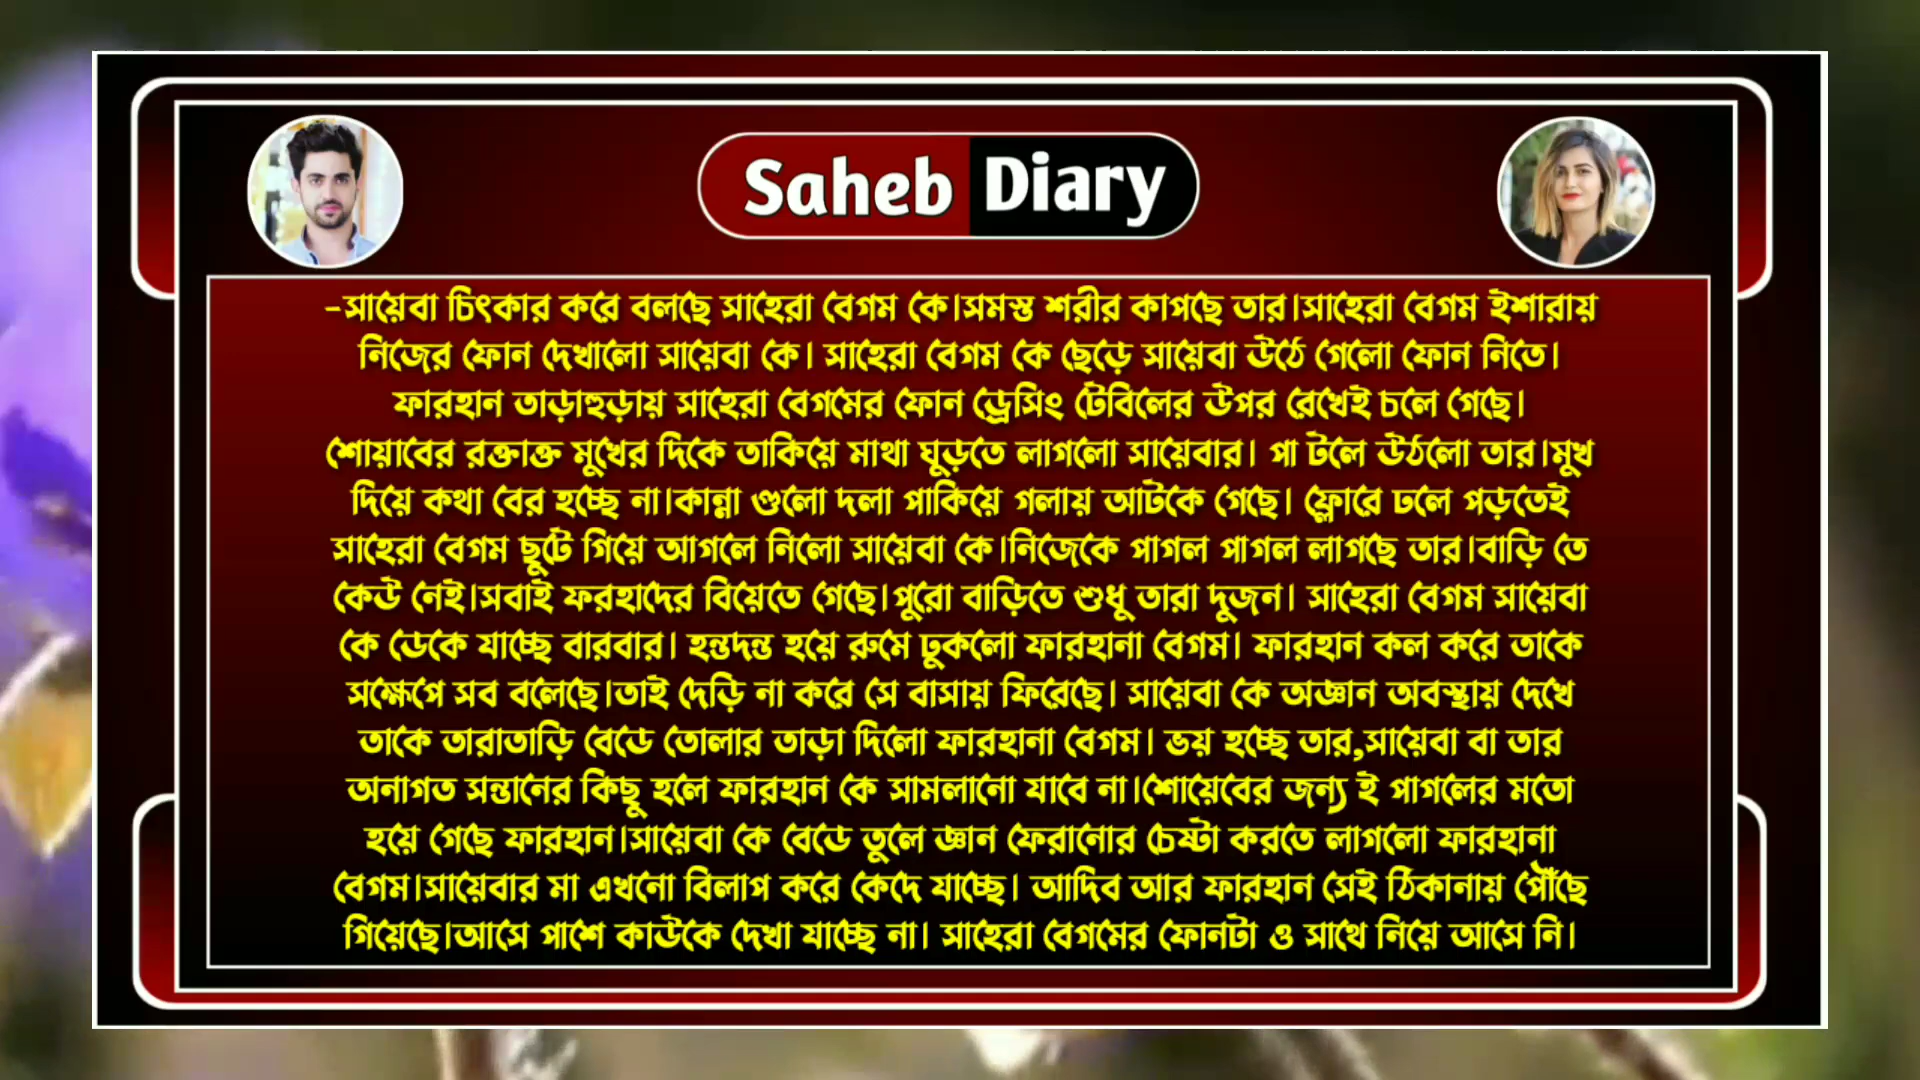 Saheb Diary
-সায়েবা চিৎকার করে বলছে সাহেরা বেগম কে।সমস্ত শরীর কাপছে তার।সাহেরা বেগম ইশারায়
নিজের ফোন দেখালো সায়েবা কে। সাহেরা বেগম কে ছেড়ে সায়েবা উঠে গেলো ফোন নিতে।
ফারহান তাড়াহুড়ায় সাহেরা বেগমের ফোন ড্রেসিং টেবিলের উপর রেখেই চলে গেছে।
শোয়াবের রক্তাক্ত মুখের দিকে তাকিয়ে মাথা ঘুড়তে লাগলো সায়েবার। পা টলে উঠলো তার।মুখ
দিয়ে কথা বের হচ্ছে না।কান্না গুলো দলা পাকিয়ে গলায় আটকে গেছে। ফ্লোরে ঢলে পড়তেই
সাহেরা বেগম ছুটে গিয়ে আগলে নিলো সায়েবা কে।নিজেকে পাগল পাগল লাগছে তার।বাড়ি তে
কেউ নেই।সবাই ফরহাদের বিয়েতে গেছে।পুরো বাড়িতে শুধু তারা দুজন। সাহেরা বেগম সায়েবা
কে ডেকে যাচ্ছে বারবার। হন্তদন্ত হয়ে রুমে ঢুকলো ফারহানা বেগম। ফারহান কল করে তাকে
সংক্ষেপে সব বলেছে।তাই দেড়ি না করে সে বাসায় ফিরেছে। সায়েবা কে অজ্ঞান অবস্থায় দেখে
তাকে তারাতাড়ি বেডে তোলার তাড়া দিলো ফারহানা বেগম। ভয় হচ্ছে তার,সায়েবা বা তার
অনাগত সন্তানের কিছু হলে ফারহান কে সামলানো যাবে না।শোয়েবের জন্য ই পাগলের মতো
হয়ে গেছে ফারহান।সায়েবা কে বেডে তুলে জ্ঞান ফেরানোর চেষ্টা করতে লাগলো ফারহানা
বেগম।সায়েবার মা এখনো বিলাপ করে কেদে যাচ্ছে। আদিব আর ফারহান সেই ঠিকানায় পৌঁছে
গিয়েছে।আসে পাশে কাউকে দেখা যাচ্ছে না। সাহেরা বেগমের ফোনটা ও সাথে নিয়ে আসে নি।